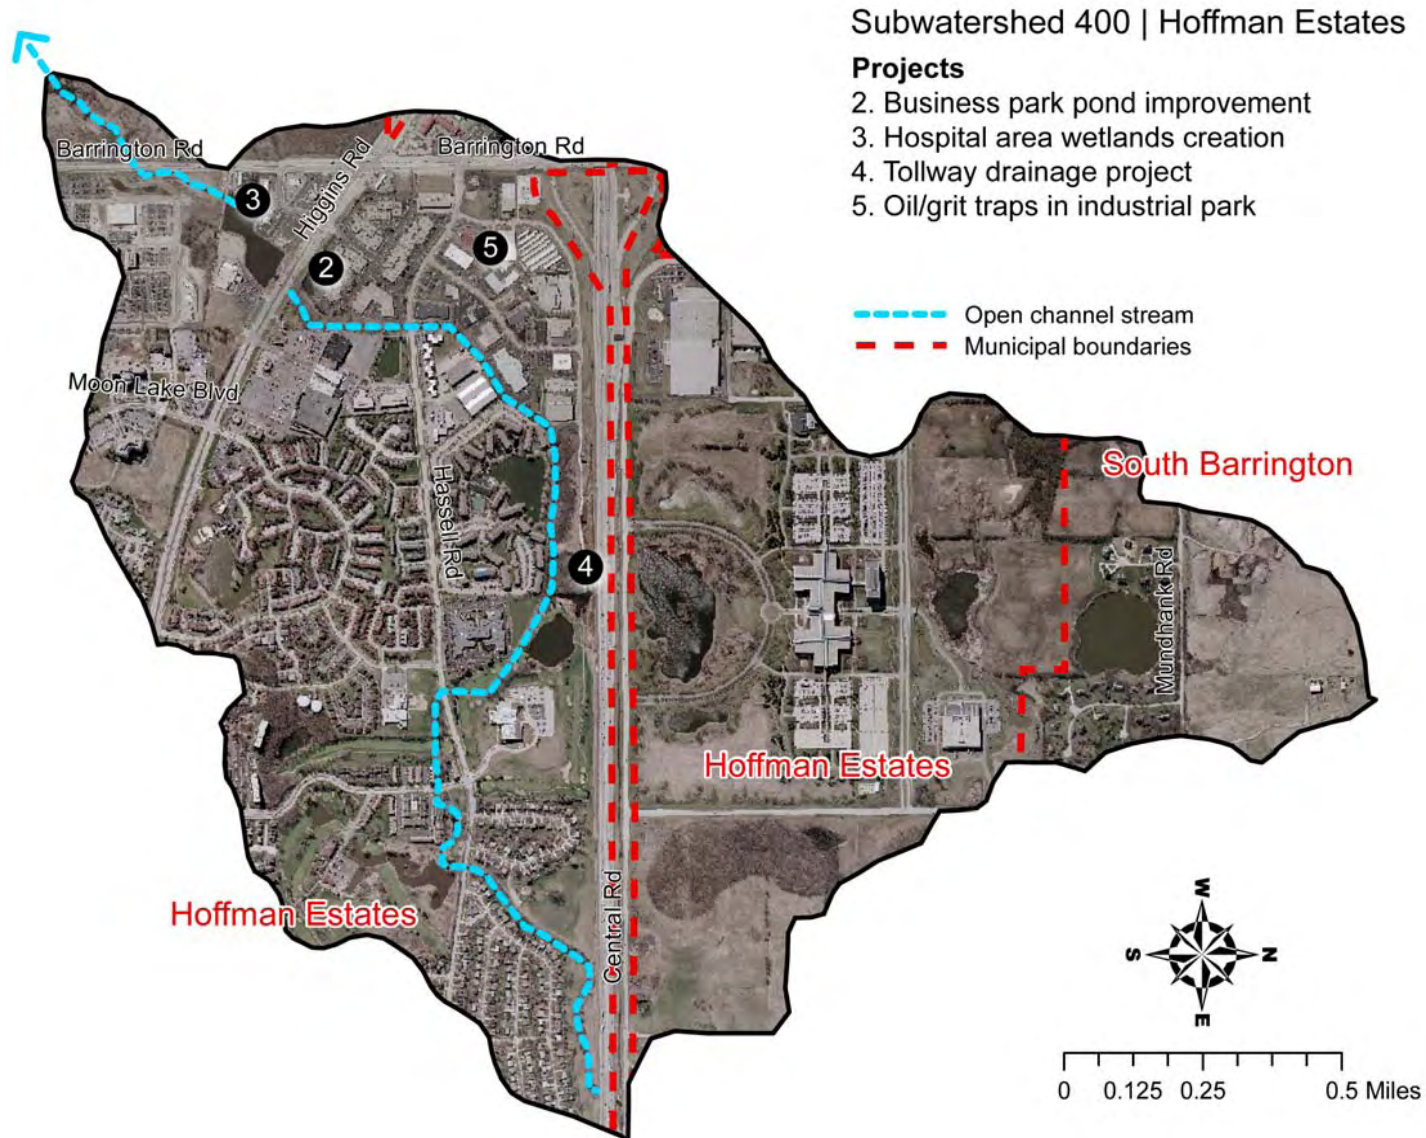 Subwatershed 400 | Hoffman Estates
Projects
2. Business park pond improvement
3. Hospital area wetlands creation
4. Tollway drainage project
5. Oil/grit traps in industrial park
Open channel stream
Municipal boundaries
Barrington Rd
Barrington Rd
Higgins Rd
3
2
5
Moon Lake Blvd
Hassell Rd
4
South Barrington
Mundhank Rd
Hoffman Estates
Hoffman Estates
Central Rd
W
S
N
E
0 0.125 0.25 0.5 Miles